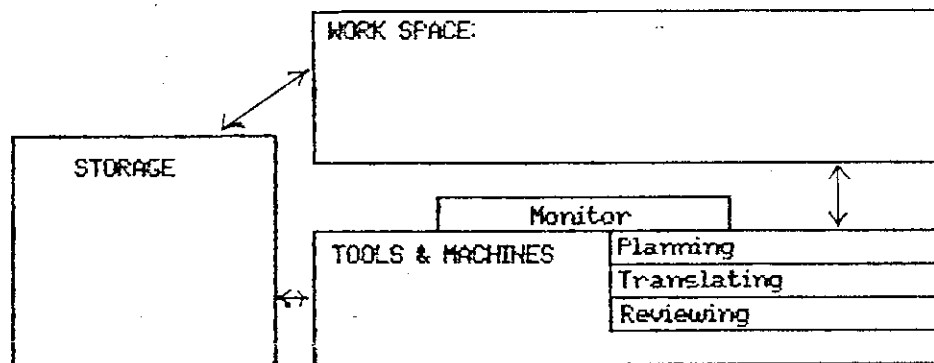 WORK SPACE:
STORAGE
Monitor
TOOLS & MACHINES
Planning
Translating
Reviewing